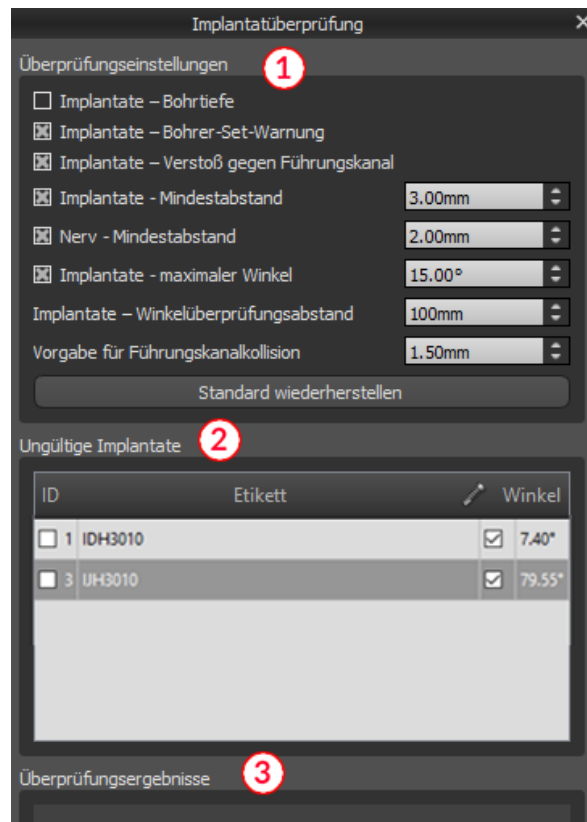 Implantatüberprüfung ×
Überprüfungseinstellungen 1
Implantate – Bohrtiefe
Implantate – Bohrer-Set-Warnung
Implantate – Verstoß gegen Führungskanal
Implantate - Mindestabstand 3.00mm
Nerv - Mindestabstand 2.00mm
Implantate - maximaler Winkel 15.00°
Implantate – Winkelüberprüfungsabstand 100mm
Vorgabe für Führungskanalkollision 1.50mm
Standard wiederherstellen
Ungültige Implantate 2
ID Etikett Winkel
1 IDH3010 7.40°
3 IJH3010 79.55°
Überprüfungsergebnisse 3